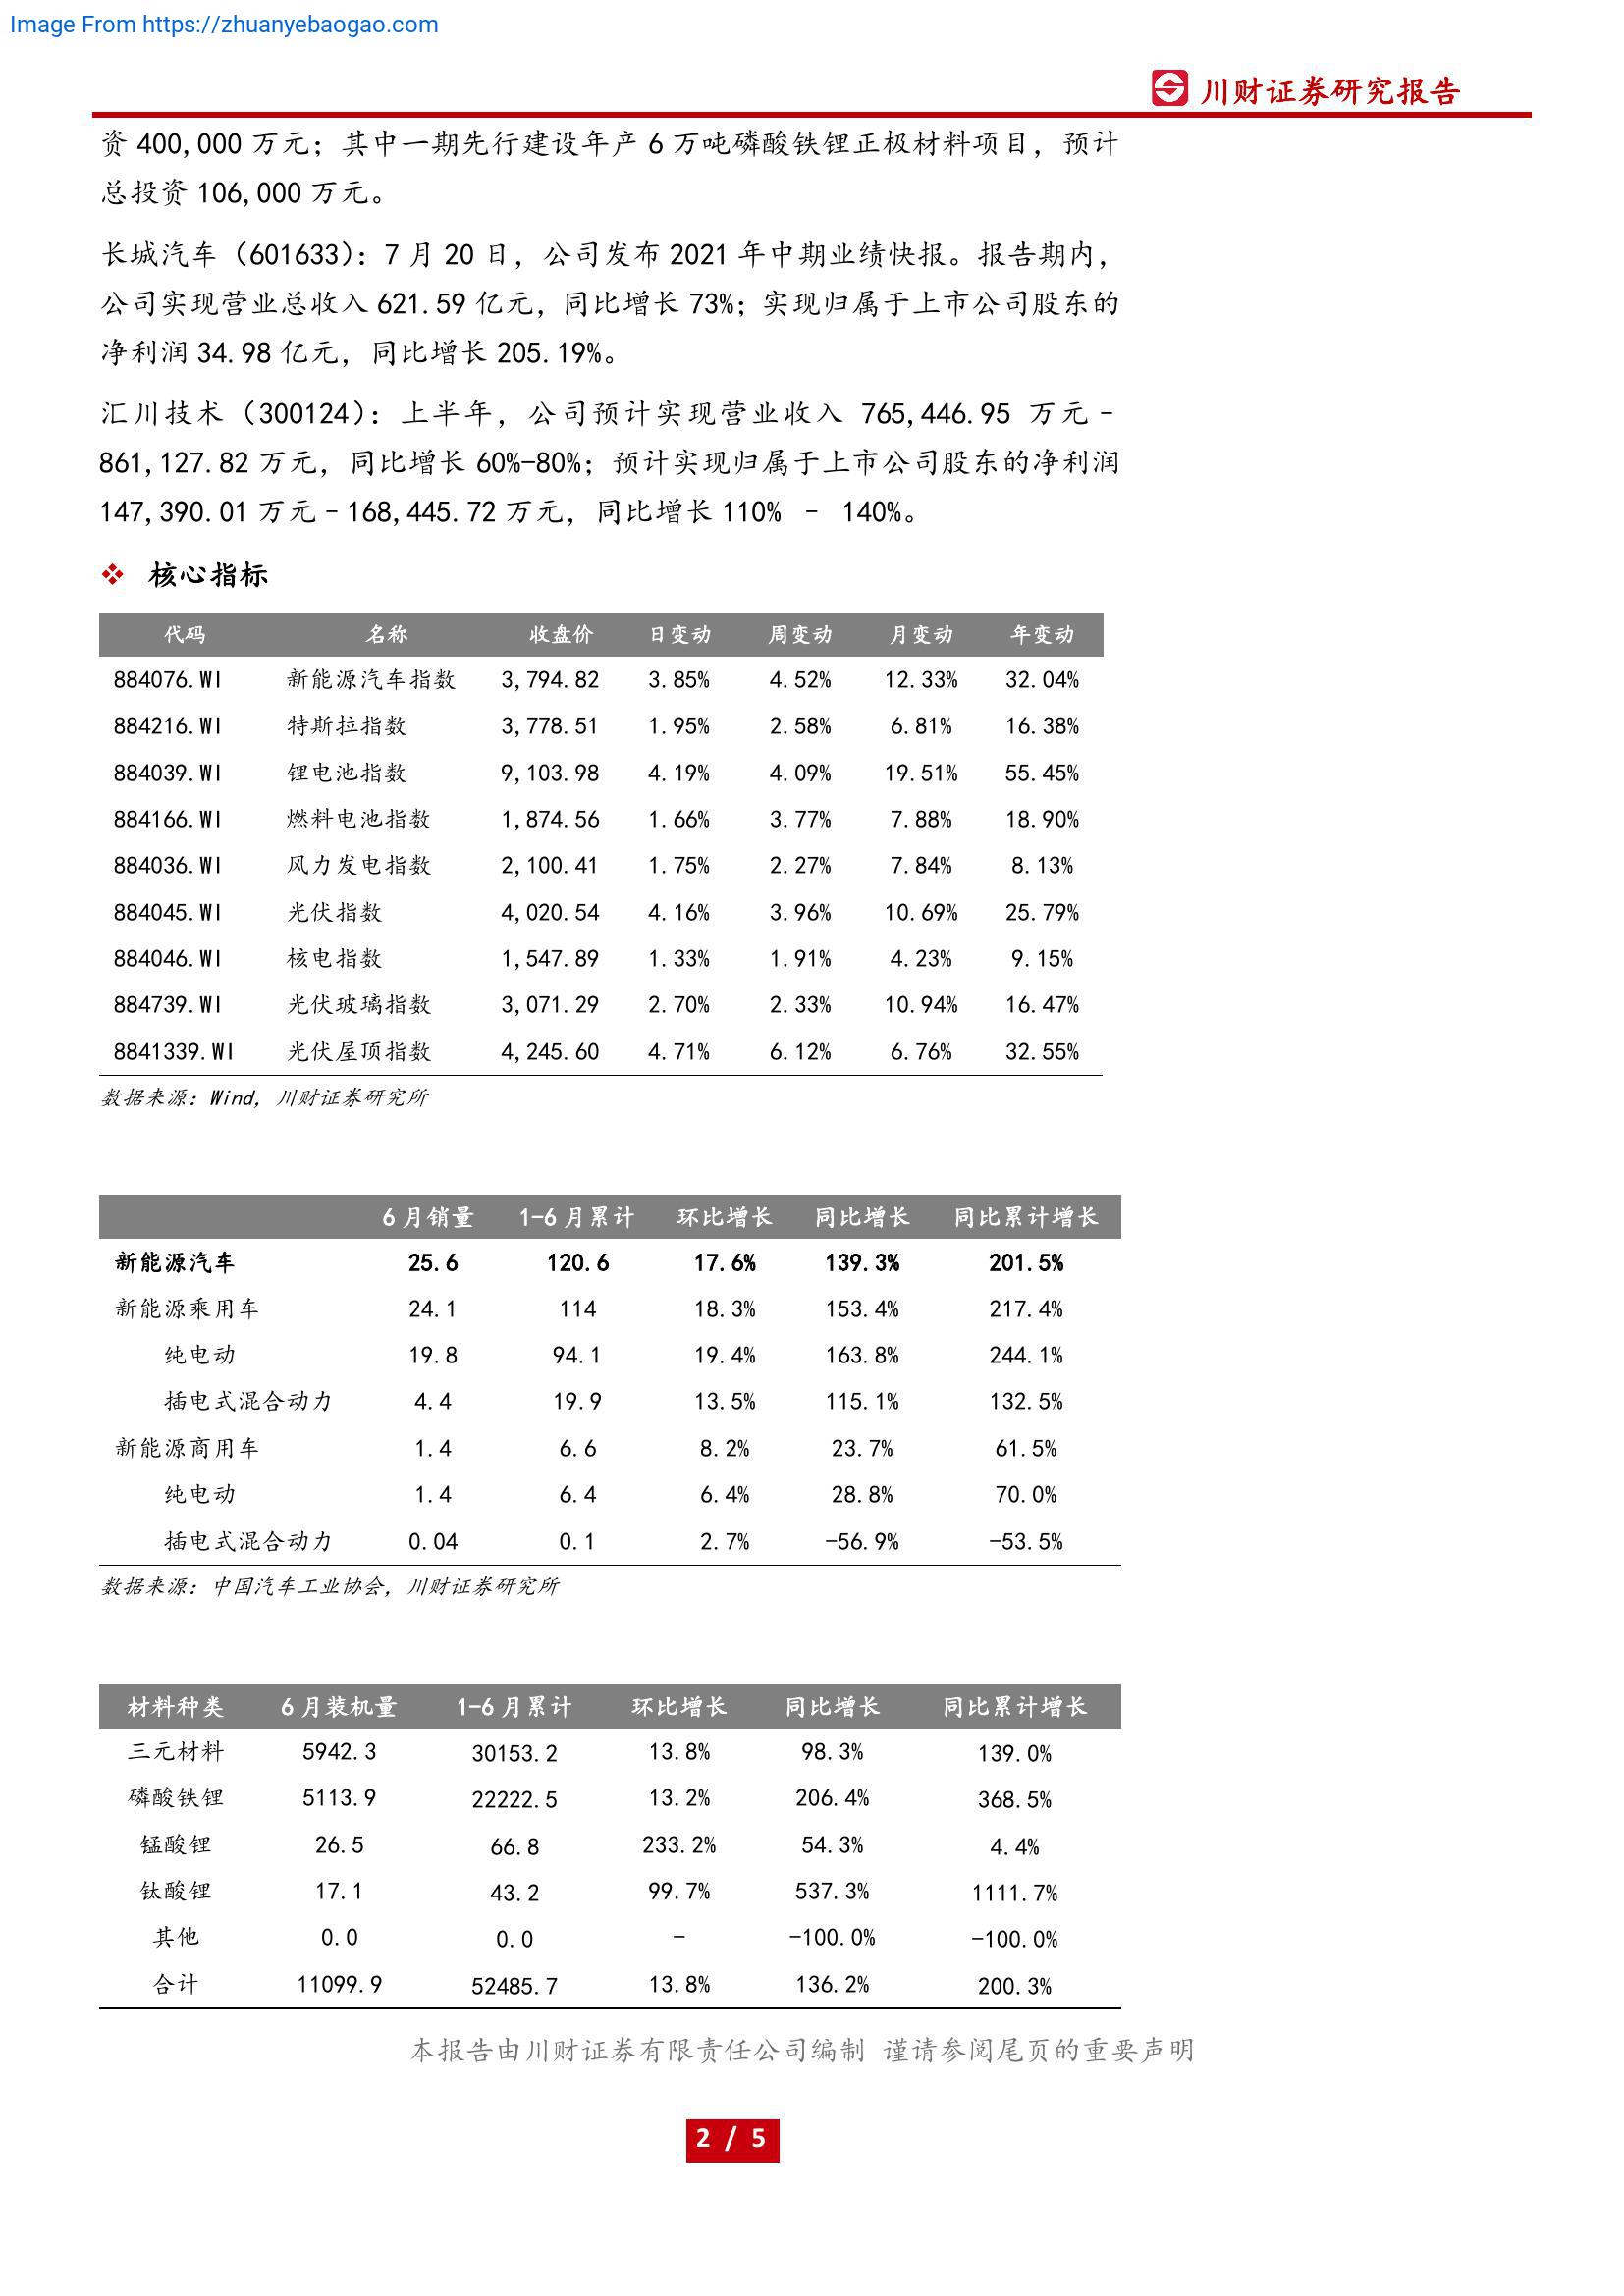 Image From https://zhuanyebaogao.com
川财证券研究报告
资 400,000 万元；其中一期先行建设年产 6 万吨磷酸铁锂正极材料项目，预计
总投资 106,000 万元。
长城汽车（601633）：7 月 20 日，公司发布 2021 年中期业绩快报。报告期内，
公司实现营业总收入 621.59 亿元，同比增长 73%；实现归属于上市公司股东的
净利润 34.98 亿元，同比增长 205.19%。
汇川技术（300124）：上半年，公司预计实现营业收入 765,446.95 万元–
861,127.82 万元，同比增长 60%-80%；预计实现归属于上市公司股东的净利润
147,390.01 万元–168,445.72 万元，同比增长 110% – 140%。
❖ 核心指标
代码 名称 收盘价 日变动 周变动 月变动 年变动
884076.WI 新能源汽车指数 3,794.82 3.85% 4.52% 12.33% 32.04%
884216.WI 特斯拉指数 3,778.51 1.95% 2.58% 6.81% 16.38%
884039.WI 锂电池指数 9,103.98 4.19% 4.09% 19.51% 55.45%
884166.WI 燃料电池指数 1,874.56 1.66% 3.77% 7.88% 18.90%
884036.WI 风力发电指数 2,100.41 1.75% 2.27% 7.84% 8.13%
884045.WI 光伏指数 4,020.54 4.16% 3.96% 10.69% 25.79%
884046.WI 核电指数 1,547.89 1.33% 1.91% 4.23% 9.15%
884739.WI 光伏玻璃指数 3,071.29 2.70% 2.33% 10.94% 16.47%
8841339.WI 光伏屋顶指数 4,245.60 4.71% 6.12% 6.76% 32.55%
数据来源：Wind，川财证券研究所
6 月销量 1-6 月累计 环比增长 同比增长 同比累计增长
新能源汽车 25.6 120.6 17.6% 139.3% 201.5%
新能源乘用车 24.1 114 18.3% 153.4% 217.4%
纯电动 19.8 94.1 19.4% 163.8% 244.1%
插电式混合动力 4.4 19.9 13.5% 115.1% 132.5%
新能源商用车 1.4 6.6 8.2% 23.7% 61.5%
纯电动 1.4 6.4 6.4% 28.8% 70.0%
插电式混合动力 0.04 0.1 2.7% -56.9% -53.5%
数据来源：中国汽车工业协会，川财证券研究所
材料种类 6 月装机量 1-6 月累计 环比增长 同比增长 同比累计增长
三元材料 5942.3 30153.2 13.8% 98.3% 139.0%
磷酸铁锂 5113.9 22222.5 13.2% 206.4% 368.5%
锰酸锂 26.5 66.8 233.2% 54.3% 4.4%
钛酸锂 17.1 43.2 99.7% 537.3% 1111.7%
其他 0.0 0.0 - -100.0% -100.0%
合计 11099.9 52485.7 13.8% 136.2% 200.3%
本报告由川财证券有限责任公司编制 谨请参阅尾页的重要声明
2 / 5